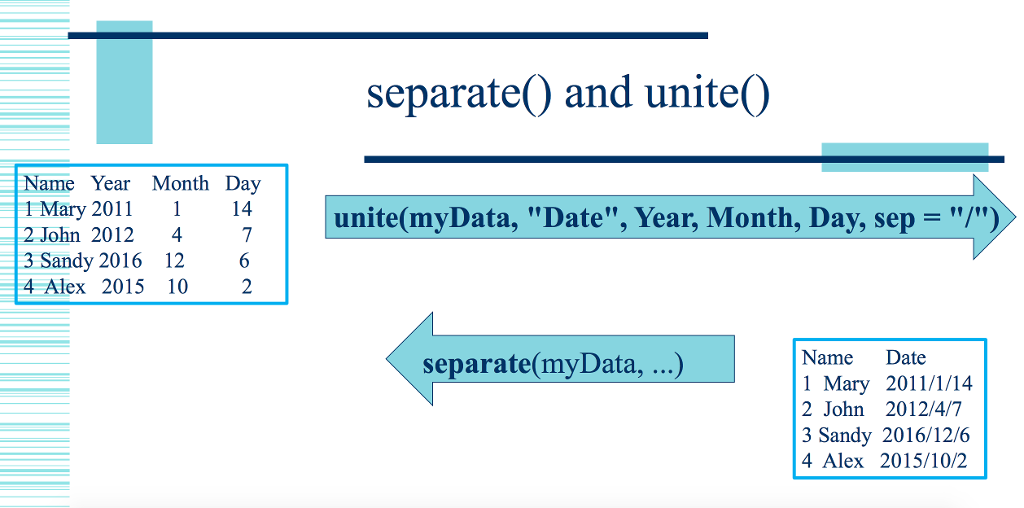 separate() and unite()
Name Year Month Day
1 Mary 2011 1 14
2 John 2012 4 7
3 Sandy 2016 12 6
4 Alex 2015 10 2
unite(myData, "Date", Year, Month, Day, sep = "/")
separate(myData, ...)
Name Date
1 Mary 2011/1/14
2 John 2012/4/7
3 Sandy 2016/12/6
4 Alex 2015/10/2